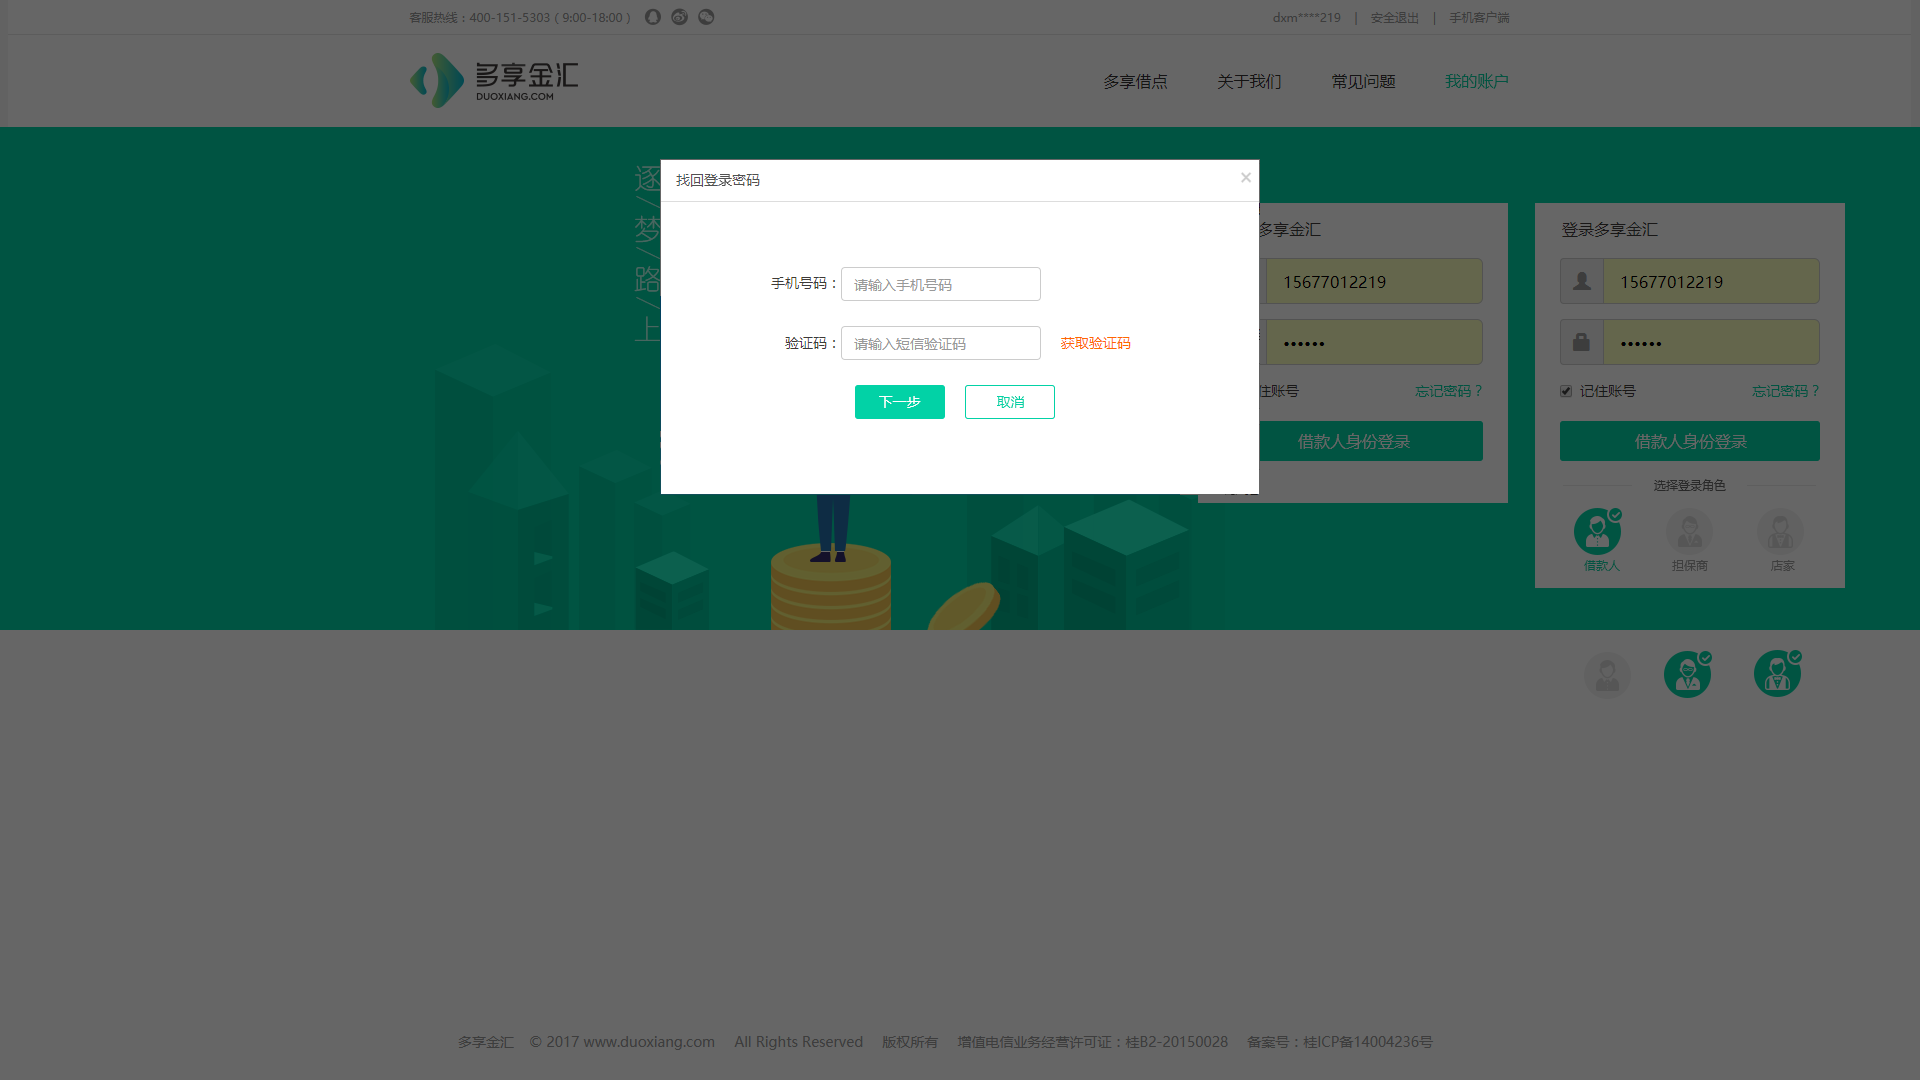 客服热线：400-151-5303（9:00-18:00）
dxm****219 | 安全退出 | 手机客户端
多享金汇
DUOXIANG.COM
多享借点 关于我们 常见问题 我的账户
逐/梦/路/上
找回登录密码 ×
手机号码： 请输入手机号码
验证码： 请输入短信验证码 获取验证码
下一步 取消
多享金汇
15677012219
••••••
住账号 忘记密码？
借款人身份登录
登录多享金汇
15677012219
••••••
记住账号 忘记密码？
借款人身份登录
选择登录角色
借款人 担保商 店家
多享金汇 © 2017 www.duoxiang.com All Rights Reserved 版权所有 增值电信业务经营许可证：桂B2-20150028 备案号：桂ICP备14004236号